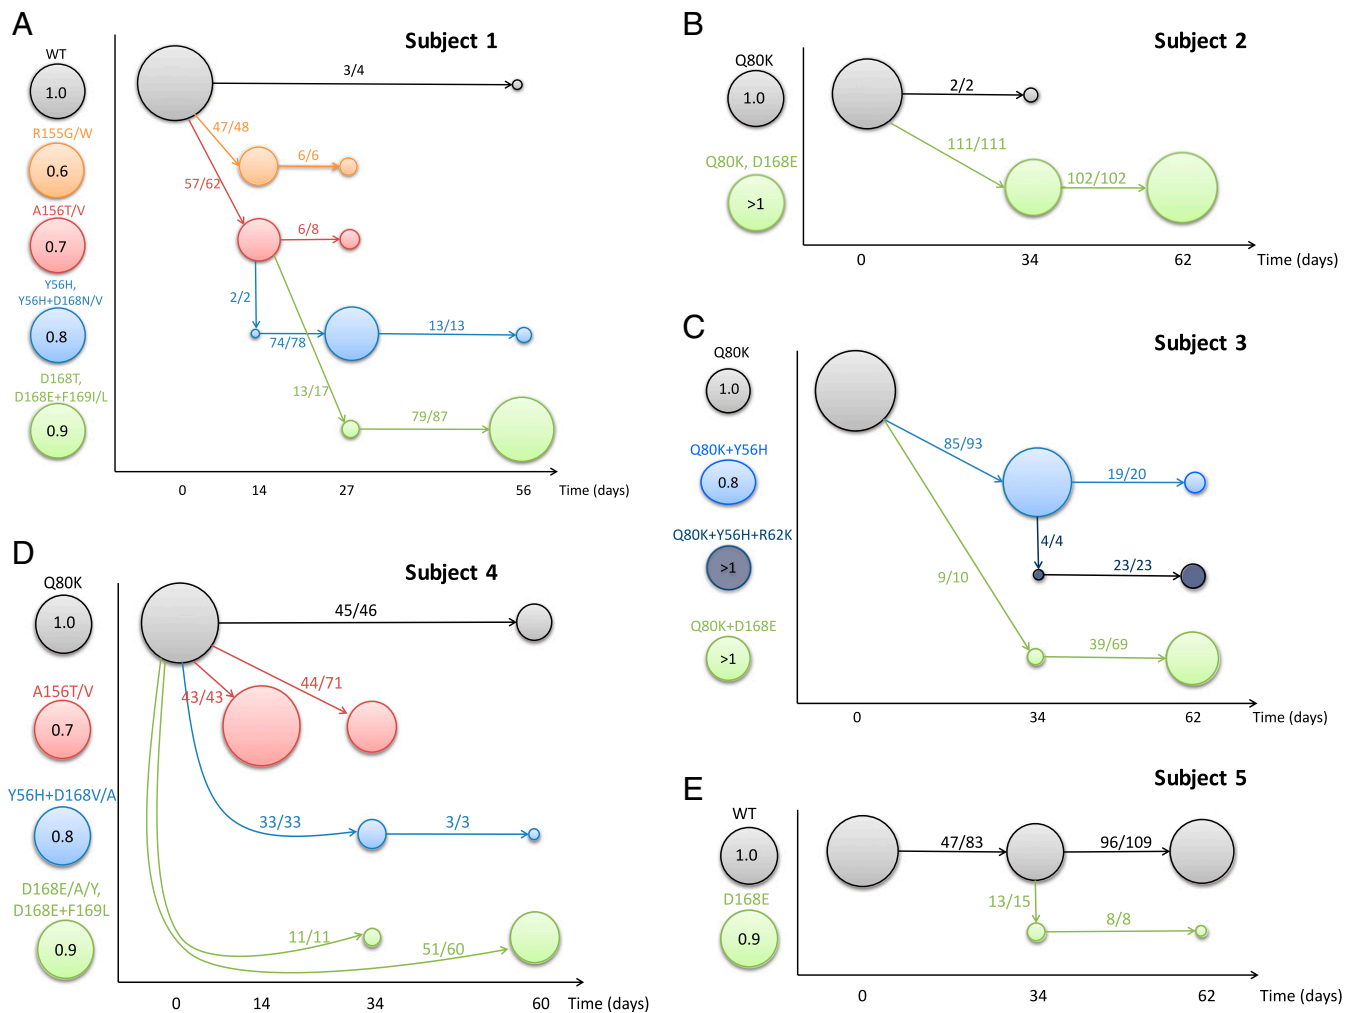 A
Subject 1
WT
1.0
3/4
R155G/W
0.6
47/48
6/6
57/62
A156T/V
0.7
6/8
Y56H,
Y56H+D168N/V
0.8
2/2
74/78
13/13
D168T,
D168E+F169I/L
0.9
13/17
79/87
0 14 27 56 Time (days)
B
Subject 2
Q80K
1.0
2/2
Q80K, D168E
>1
111/111
102/102
0 34 62 Time (days)
C
Subject 3
Q80K
1.0
Q80K+Y56H
0.8
85/93
19/20
Q80K+Y56H+R62K
>1
4/4
23/23
Q80K+D168E
>1
9/10
39/69
0 34 62 Time (days)
D
Subject 4
Q80K
1.0
45/46
A156T/V
0.7
43/43
44/71
Y56H+D168V/A
0.8
33/33
3/3
D168E/A/Y,
D168E+F169L
0.9
11/11
51/60
0 14 34 60 Time (days)
E
Subject 5
WT
1.0
47/83
96/109
D168E
0.9
13/15
8/8
0 34 62 Time (days)